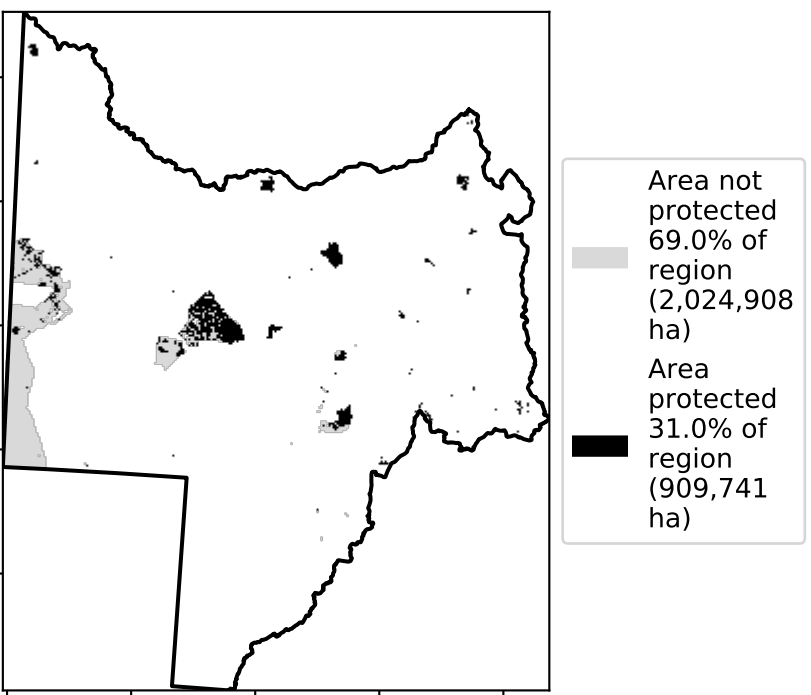 Area not
protected
69.0% of
region
(2,024,908
ha)
Area
protected
31.0% of
region
(909,741
ha)